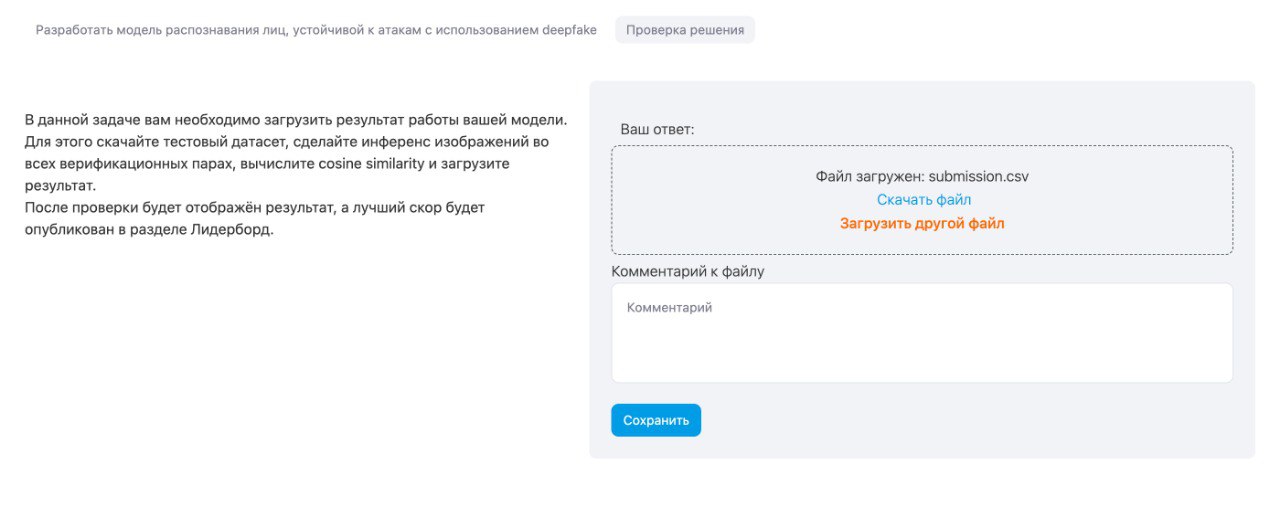 Разработать модель распознавания лиц, устойчивой к атакам с использованием deepfake
Проверка решения
В данной задаче вам необходимо загрузить результат работы вашей модели.
Для этого скачайте тестовый датасет, сделайте инференс изображений во
всех верификационных парах, вычислите cosine similarity и загрузите
результат.
После проверки будет отображён результат, а лучший скор будет
опубликован в разделе Лидерборд.
Ваш ответ:
Файл загружен: submission.csv
Скачать файл
Загрузить другой файл
Комментарий к файлу
Комментарий
Сохранить